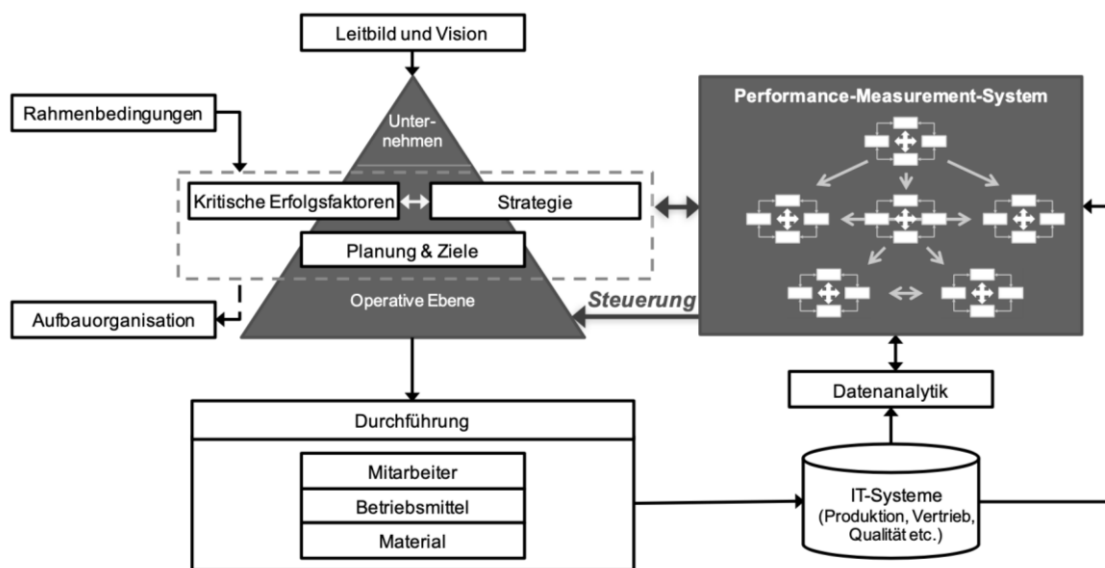 Leitbild und Vision
Rahmenbedingungen
Unter-
nehmen
Performance-Measurement-System
Kritische Erfolgsfaktoren
Strategie
Planung & Ziele
Operative Ebene
Steuerung
Aufbauorganisation
Datenanalytik
Durchführung
Mitarbeiter
Betriebsmittel
Material
IT-Systeme
(Produktion, Vertrieb,
Qualität etc.)